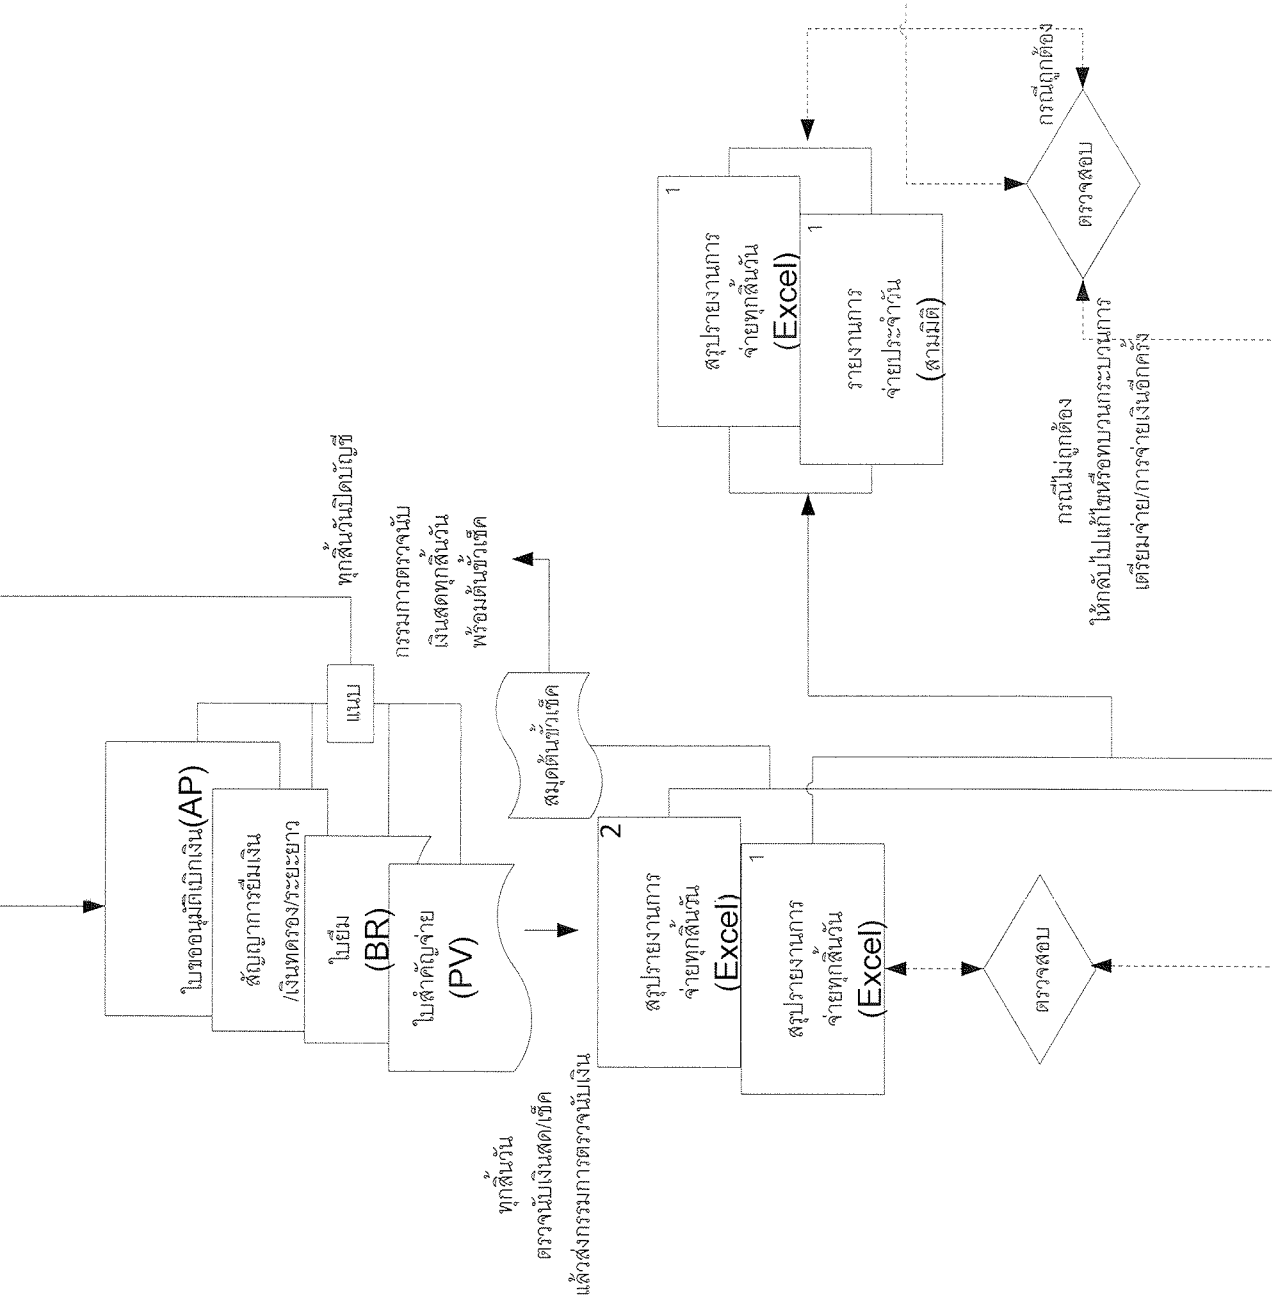 ใบขออนุมัติเบิกเงิน(AP)
สัญญาการยืมเงิน
/เงินทดรอง/ระยะยาว
ใบยืม
(BR)
ใบสำคัญจ่าย
(PV)
แนบ
ทุกสิ้นวันปิดบัญชี
กรรมการตรวจนับ
เงินสดทุกสิ้นวัน
พร้อมต้นขั้วเช็ค
สมุดต้นขั้วเช็ค
ทุกสิ้นวัน
ตรวจนับเงินสด/เช็ค
แล้วส่งกรรมการตรวจนับเงิน
2
สรุปรายงานการ
จ่ายทุกสิ้นวัน
(Excel)
1
สรุปรายงานการ
จ่ายทุกสิ้นวัน
(Excel)
ตรวจสอบ
1
สรุปรายงานการ
จ่ายทุกสิ้นวัน
(Excel)
1
รายงานการ
จ่ายประจำวัน
(สามมิติ)
กรณีถูกต้อง
ตรวจสอบ
กรณีไม่ถูกต้อง
ให้กลับไปแก้ไขหรือทบวนกระบวนการ
เตรียมจ่าย/การจ่ายเงินอีกครั้ง